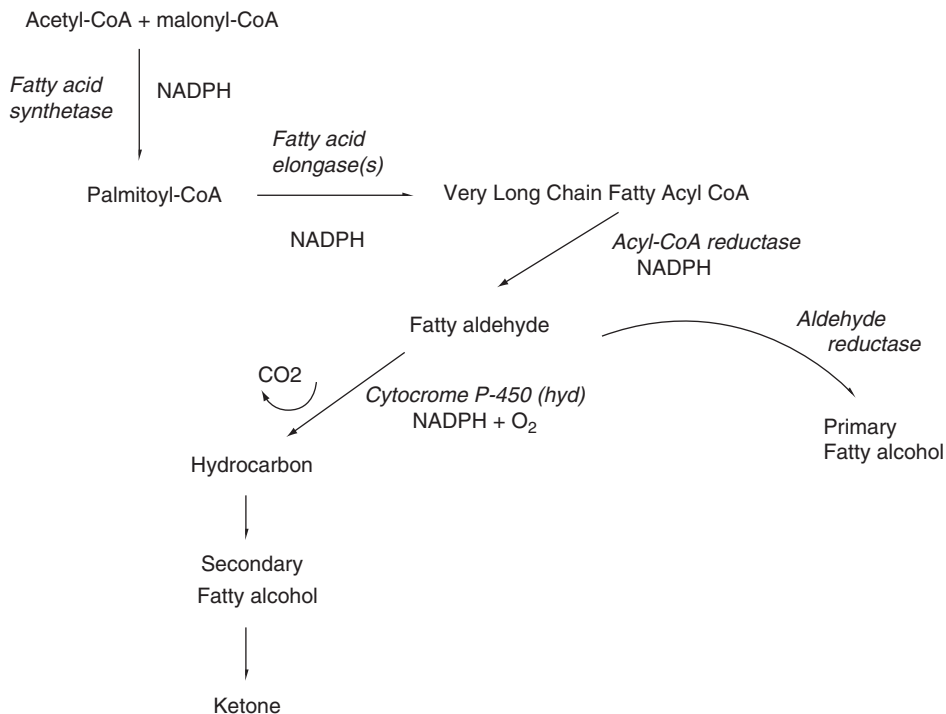 Acetyl-CoA + malonyl-CoA
Fatty acid
synthetase
NADPH
Fatty acid
elongase(s)
Palmitoyl-CoA
Very Long Chain Fatty Acyl CoA
NADPH
Acyl-CoA reductase
NADPH
Fatty aldehyde
Aldehyde
reductase
CO2
Cytocrome P-450 (hyd)
NADPH + O₂
Primary
Fatty alcohol
Hydrocarbon
Secondary
Fatty alcohol
Ketone